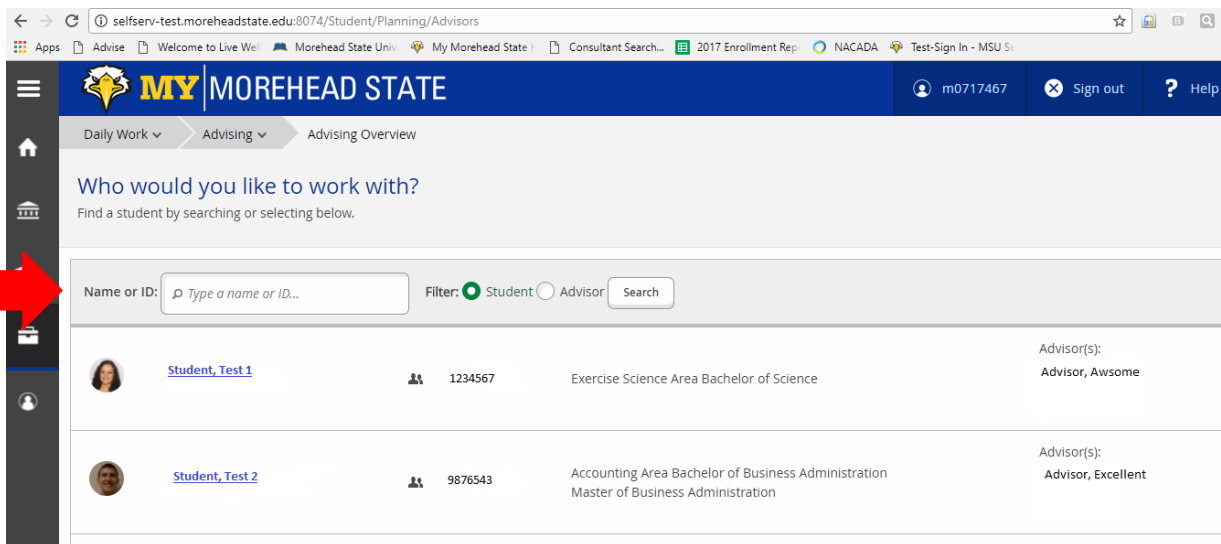 selfserv-test.moreheadstate.edu:8074/Student/Planning/Advisors
Apps Advise Welcome to Live Wel Morehead State Univ My Morehead State H Consultant Search... 2017 Enrollment Rep NACADA Test-Sign In - MSU Se
MY MOREHEAD STATE m0717467 Sign out ? Help
Daily Work Advising Advising Overview
Who would you like to work with?
Find a student by searching or selecting below.
Name or ID: Type a name or ID... Filter: Student Advisor Search
Advisor(s):
Student, Test 1 1234567 Exercise Science Area Bachelor of Science Advisor, Awsome
Advisor(s):
Student, Test 2 9876543 Accounting Area Bachelor of Business Administration Advisor, Excellent
Master of Business Administration